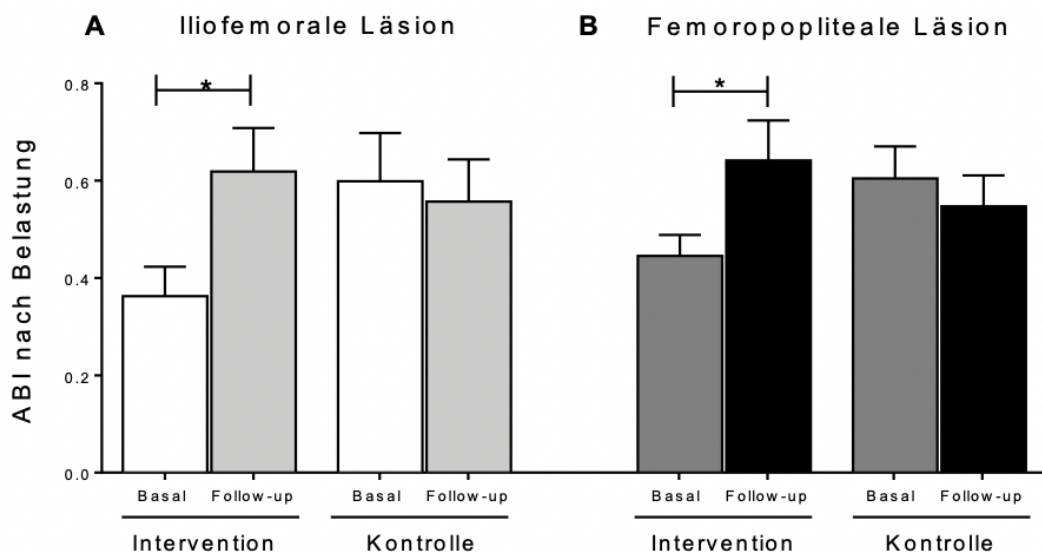 A Iliofemorale Läsion B Femoropopliteale Läsion
ABI nach Belastung
0.8
0.6
0.4
0.2
0.0
* *
Basal Follow-up Basal Follow-up Basal Follow-up Basal Follow-up
Intervention Kontrolle Intervention Kontrolle